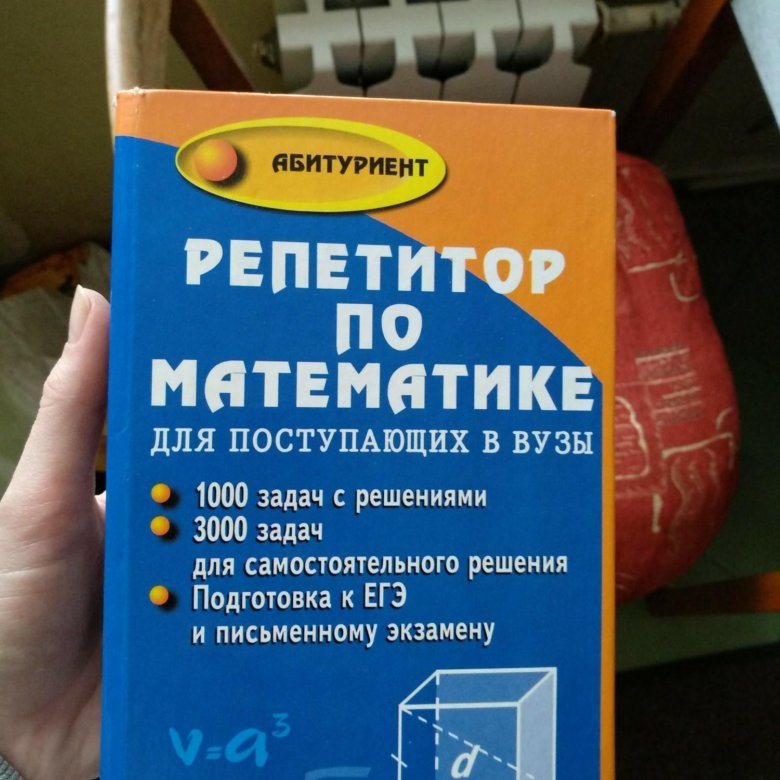 АБИТУРИЕНТ
РЕПЕТИТОР
ПО
МАТЕМАТИКЕ
ДЛЯ ПОСТУПАЮЩИХ В ВУЗЫ
1000 задач с решениями
3000 задач
для самостоятельного решения
Подготовка к ЕГЭ
и письменному экзамену
v=a³
d